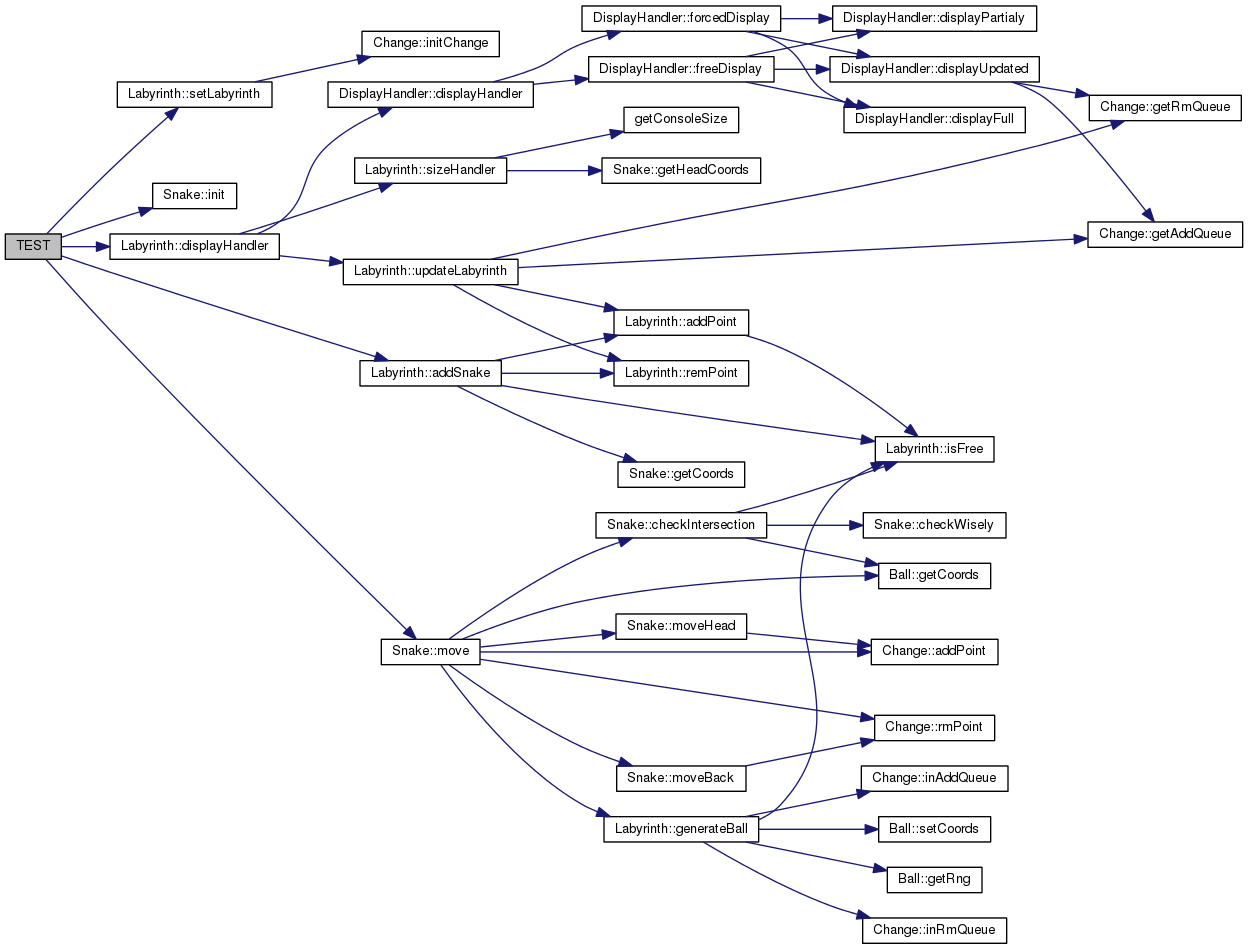 DisplayHandler::forcedDisplay
DisplayHandler::displayPartialy
Change::initChange
DisplayHandler::freeDisplay
DisplayHandler::displayUpdated
Labyrinth::setLabyrinth
DisplayHandler::displayHandler
Change::getRmQueue
getConsoleSize
DisplayHandler::displayFull
Labyrinth::sizeHandler
Snake::getHeadCoords
Snake::init
Change::getAddQueue
TEST
Labyrinth::displayHandler
Labyrinth::updateLabyrinth
Labyrinth::addPoint
Labyrinth::addSnake
Labyrinth::remPoint
Labyrinth::isFree
Snake::getCoords
Snake::checkIntersection
Snake::checkWisely
Ball::getCoords
Snake::moveHead
Snake::move
Change::addPoint
Change::rmPoint
Snake::moveBack
Change::inAddQueue
Labyrinth::generateBall
Ball::setCoords
Ball::getRng
Change::inRmQueue